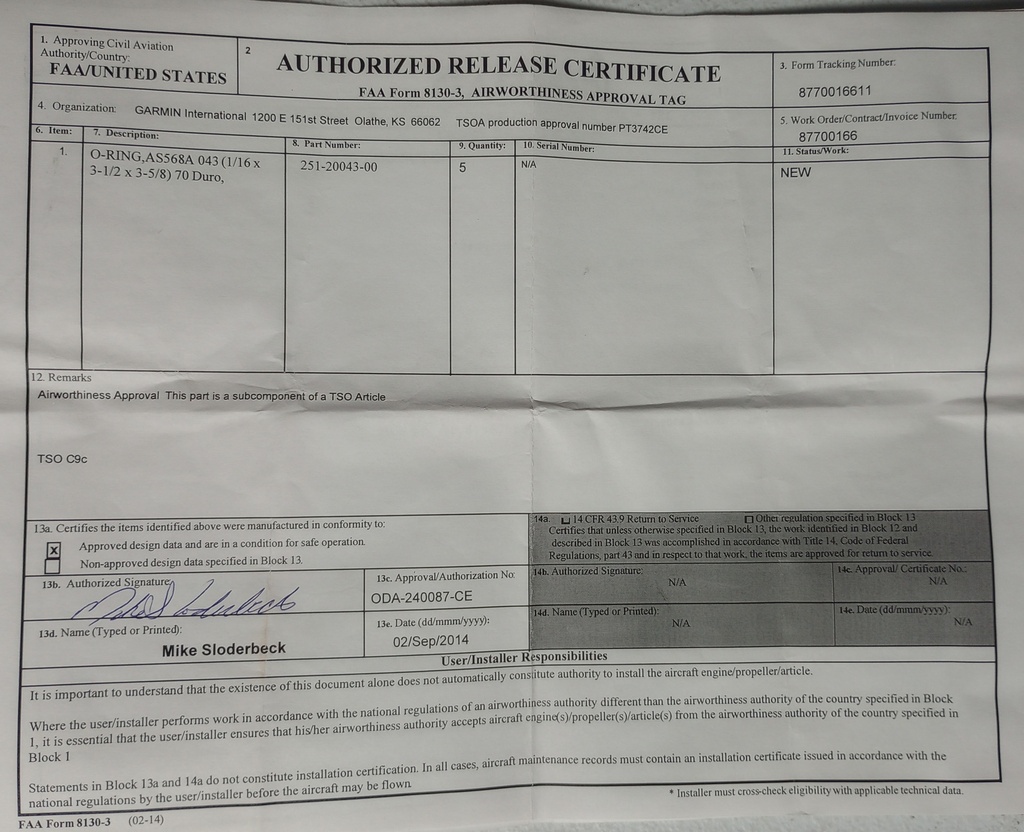 1. Approving Civil Aviation
Authority/Country:
FAA/UNITED STATES
2
AUTHORIZED RELEASE CERTIFICATE
FAA Form 8130-3, AIRWORTHINESS APPROVAL TAG
3. Form Tracking Number:
8770016611
4. Organization: GARMIN International 1200 E 151st Street Olathe, KS 66062 TSOA production approval number PT3742CE
5. Work Order/Contract/Invoice Number:
87700166
6. Item: 7. Description: 8. Part Number: 9. Quantity: 10. Serial Number: 11. Status/Work:
1. O-RING,AS568A 043 (1/16 x 251-20043-00 5 N/A NEW
3-1/2 x 3-5/8) 70 Duro,
12. Remarks
Airworthiness Approval This part is a subcomponent of a TSO Article
TSO C9c
13a. Certifies the items identified above were manufactured in conformity to:
X Approved design data and are in a condition for safe operation.
Non-approved design data specified in Block 13.
14a. 14 CFR 43.9 Return to Service Other regulation specified in Block 13
Certifies that unless otherwise specified in Block 13, the work identified in Block 12 and
described in Block 13 was accomplished in accordance with Title 14, Code of Federal
Regulations, part 43 and in respect to that work, the items are approved for return to service.
13b. Authorized Signature:
Mike Sloderbeck
13c. Approval/Authorization No:
ODA-240087-CE
14b. Authorized Signature:
N/A
14c. Approval/ Certificate No.:
N/A
13d. Name (Typed or Printed):
Mike Sloderbeck
13e. Date (dd/mmm/yyyy):
02/Sep/2014
14d. Name (Typed or Printed):
N/A
14e. Date (dd/mmm/yyyy):
N/A
User/Installer Responsibilities
It is important to understand that the existence of this document alone does not automatically constitute authority to install the aircraft engine/propeller/article.
Where the user/installer performs work in accordance with the national regulations of an airworthiness authority different than the airworthiness authority of the country specified in Block
1, it is essential that the user/installer ensures that his/her airworthiness authority accepts aircraft engine(s)/propeller(s)/article(s) from the airworthiness authority of the country specified in
Block 1
Statements in Block 13a and 14a do not constitute installation certification. In all cases, aircraft maintenance records must contain an installation certificate issued in accordance with the
national regulations by the user/installer before the aircraft may be flown.
* Installer must cross-check eligibility with applicable technical data.
FAA Form 8130-3 (02-14)